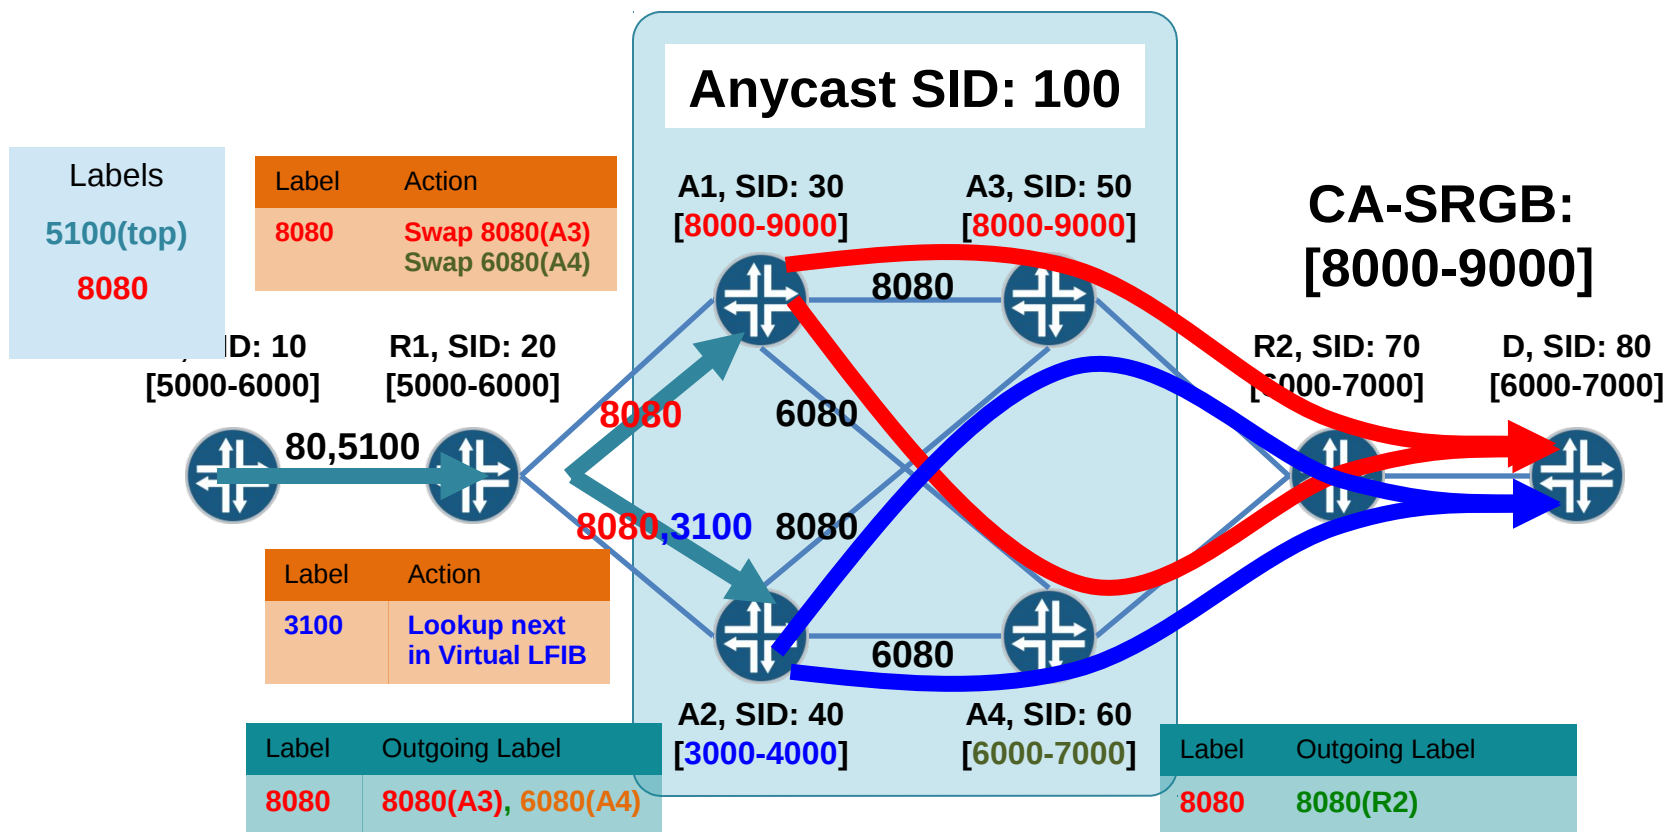 Anycast SID: 100
Labels
5100(top)
8080
Label Action
8080 Swap 8080(A3)
Swap 6080(A4)
A1, SID: 30
[8000-9000]
A3, SID: 50
[8000-9000]
CA-SRGB:
[8000-9000]
8080
ID: 10
[5000-6000]
R1, SID: 20
[5000-6000]
R2, SID: 70
[6000-7000]
D, SID: 80
[6000-7000]
8080
6080
80,5100
8080,3100
8080
Label Action
3100 Lookup next
in Virtual LFIB
6080
A2, SID: 40
[3000-4000]
A4, SID: 60
[6000-7000]
Label Outgoing Label
8080 8080(A3), 6080(A4)
Label Outgoing Label
8080 8080(R2)